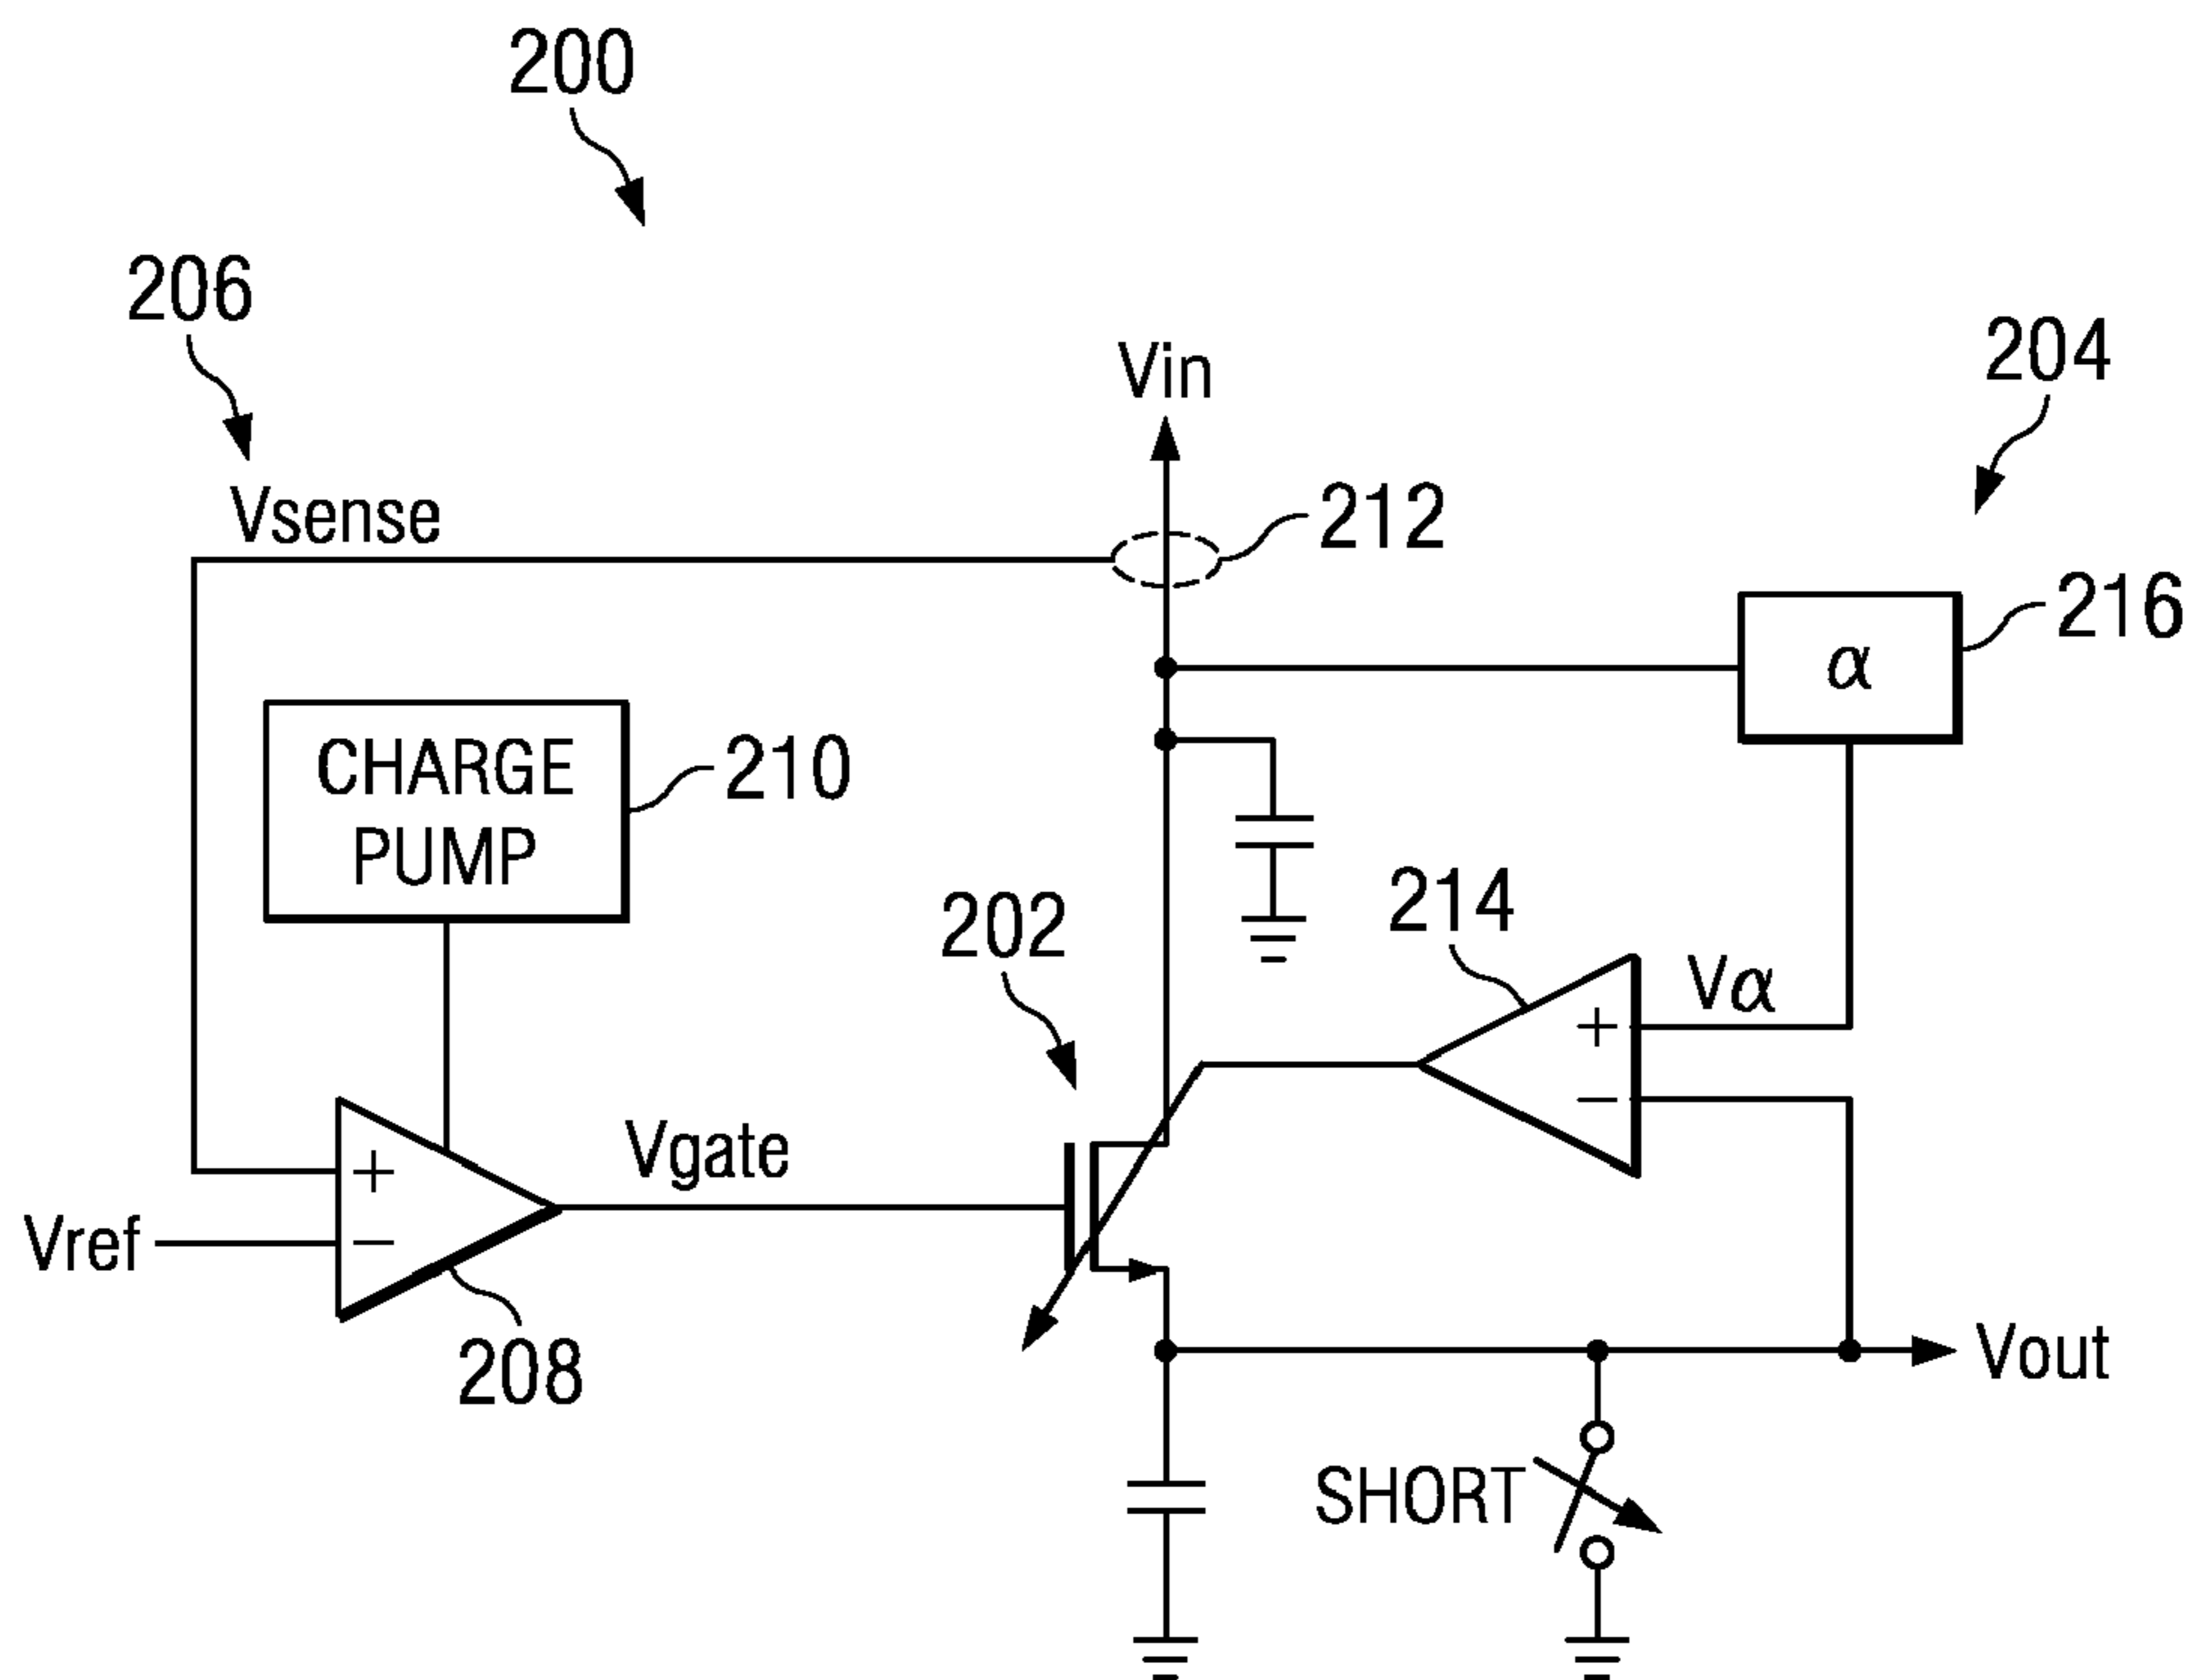 200
206
204
Vin
Vsense
212
216
α
CHARGE
PUMP
210
202
214
Vα
+
−
Vgate
+
−
Vref
208
Vout
SHORT